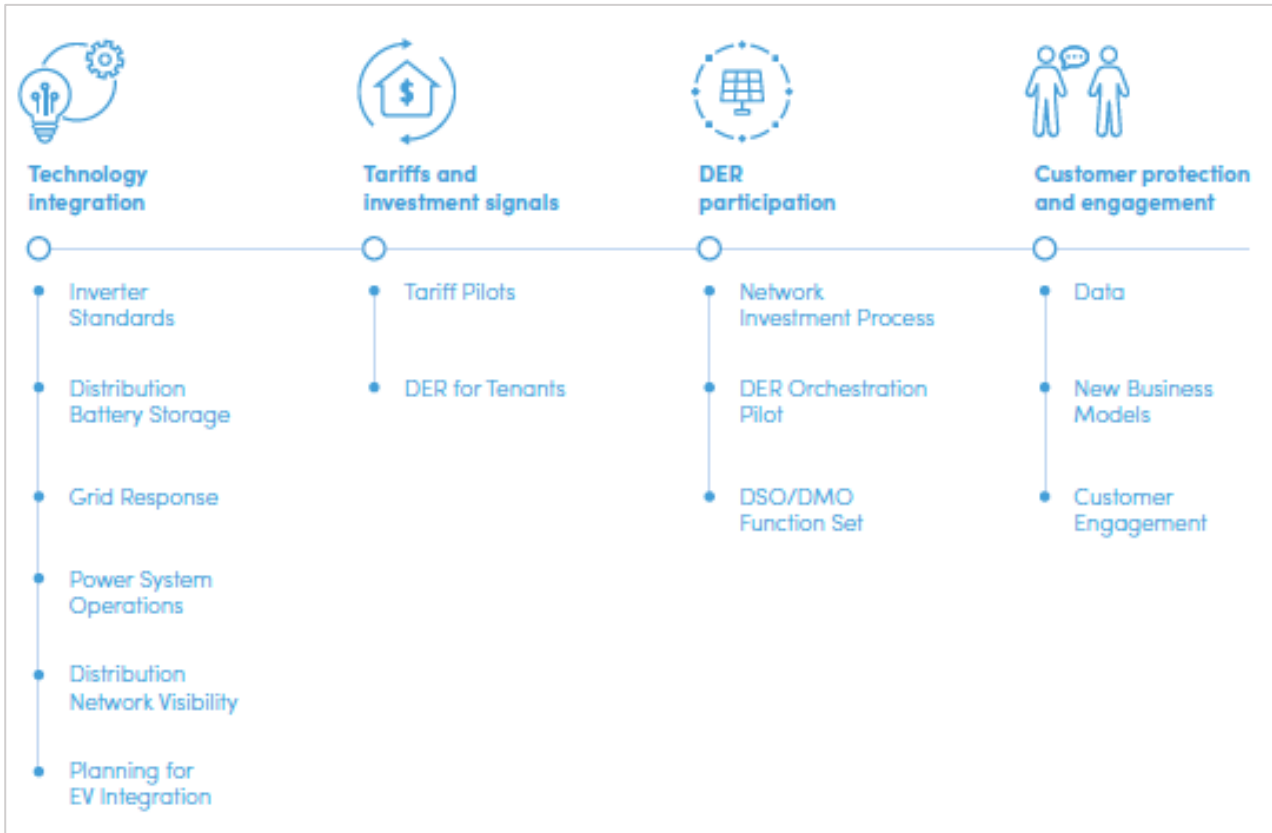 Technology
integration
Inverter
Standards
Distribution
Battery Storage
Grid Response
Power System
Operations
Distribution
Network Visibility
Planning for
EV Integration
$
Tariffs and
investment signals
Tariff Pilots
DER for Tenants
DER
participation
Network
Investment Process
DER Orchestration
Pilot
DSO/DMO
Function Set
Customer protection
and engagement
Data
New Business
Models
Customer
Engagement